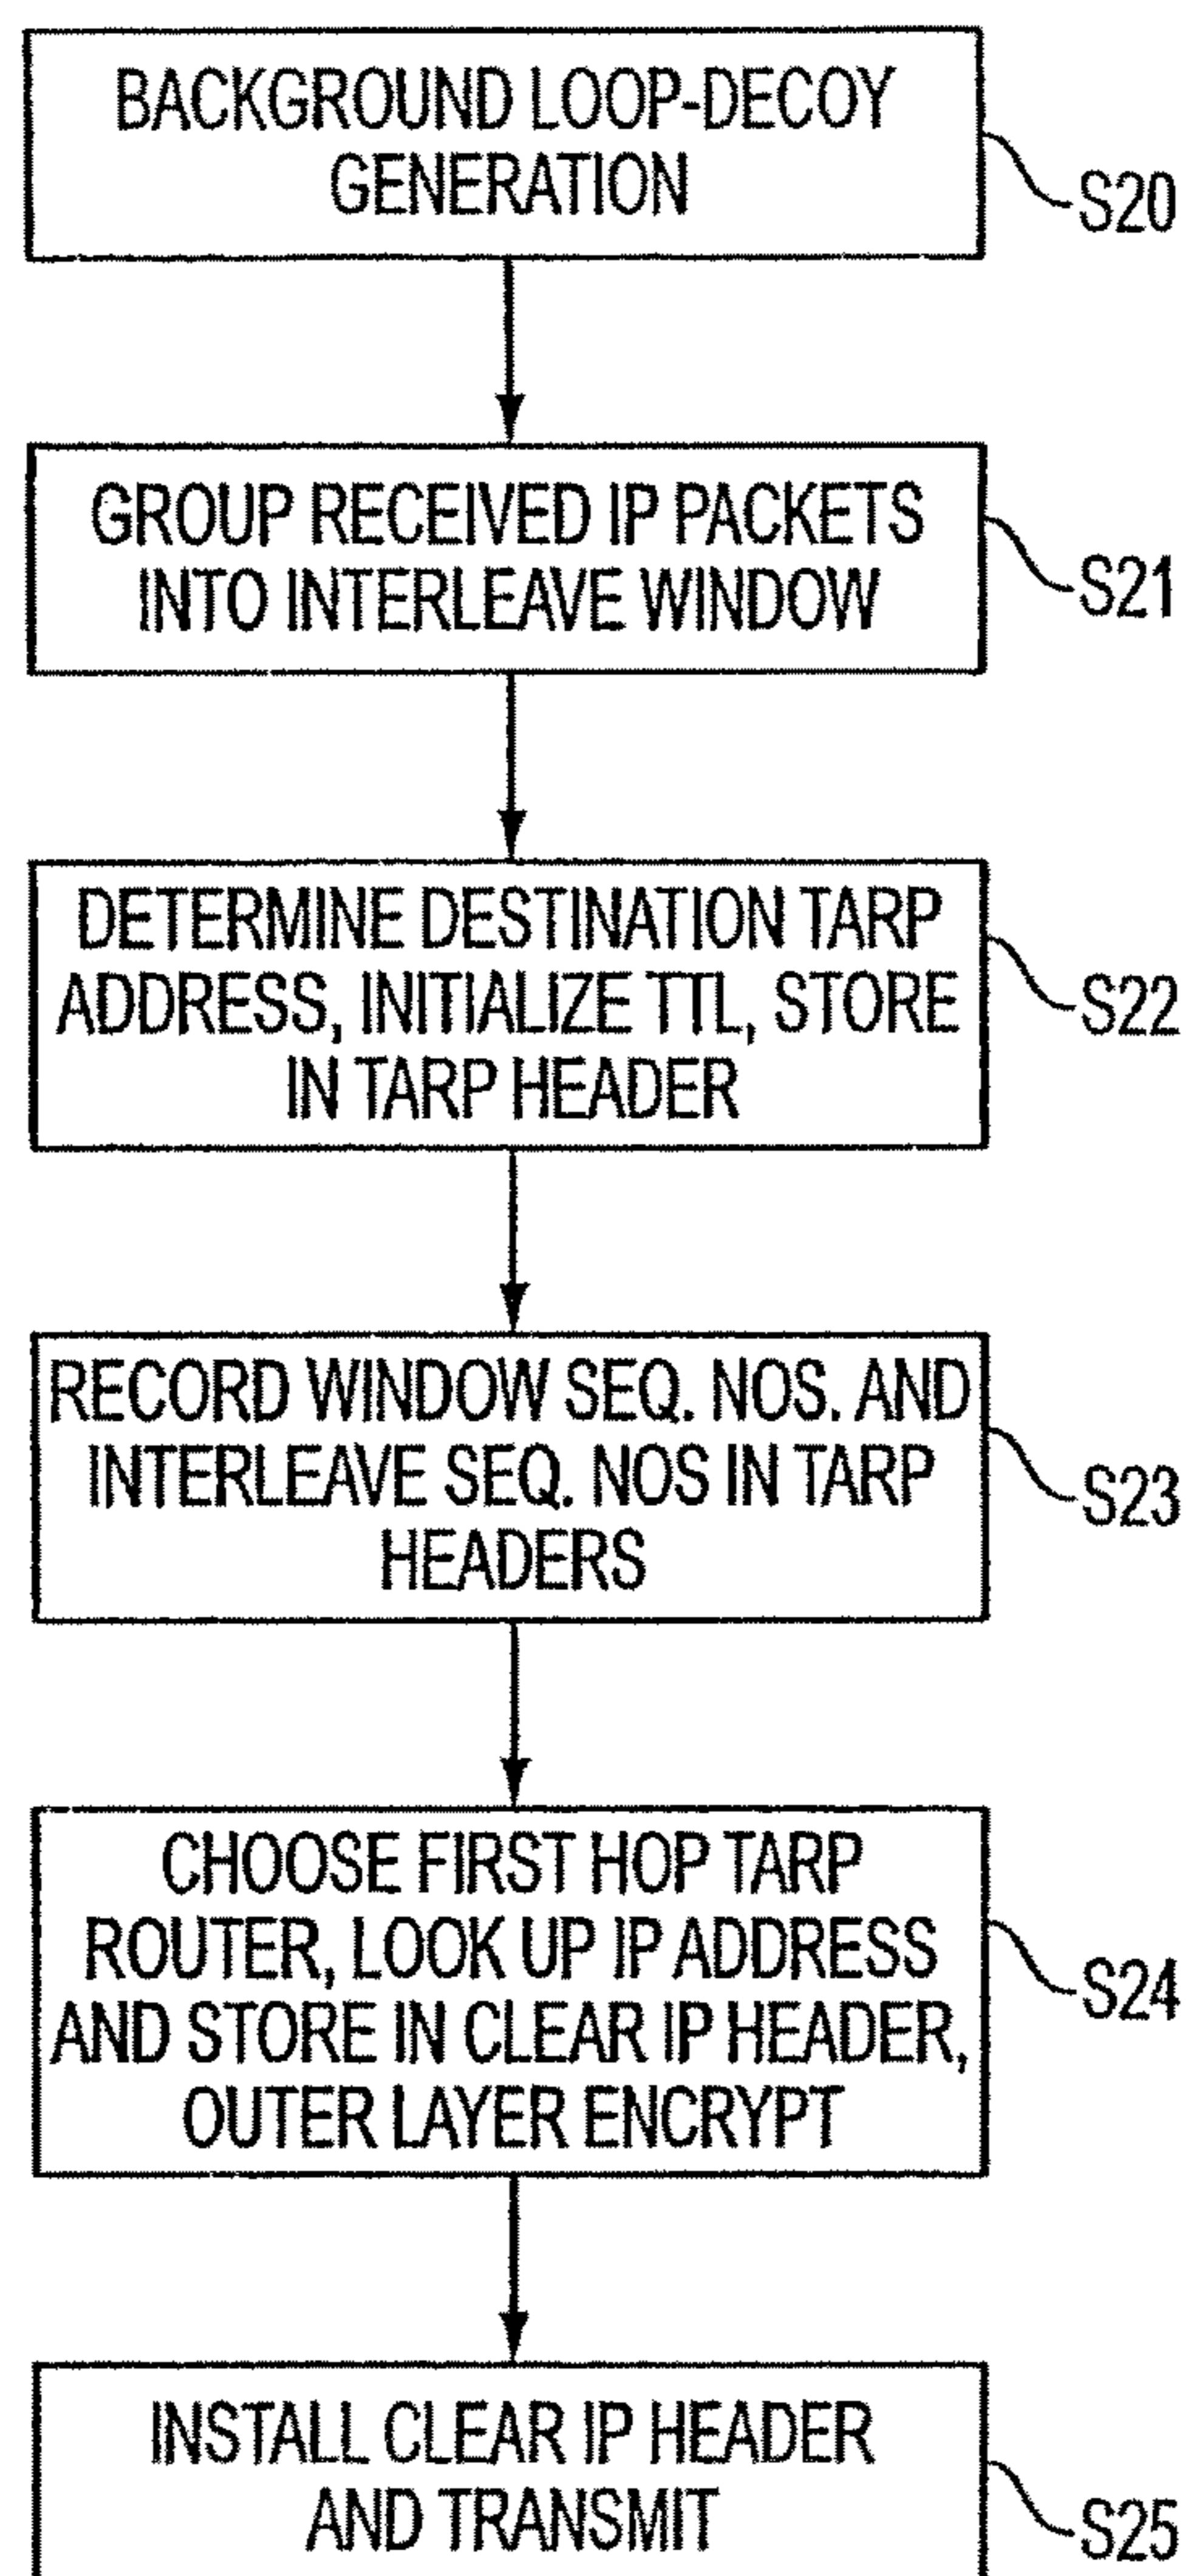 BACKGROUND LOOP-DECOY
GENERATION
S20
GROUP RECEIVED IP PACKETS
INTO INTERLEAVE WINDOW
S21
DETERMINE DESTINATION TARP
ADDRESS, INITIALIZE TTL, STORE
IN TARP HEADER
S22
RECORD WINDOW SEQ. NOS. AND
INTERLEAVE SEQ. NOS IN TARP
HEADERS
S23
CHOOSE FIRST HOP TARP
ROUTER, LOOK UP IP ADDRESS
AND STORE IN CLEAR IP HEADER,
OUTER LAYER ENCRYPT
S24
INSTALL CLEAR IP HEADER
AND TRANSMIT
S25